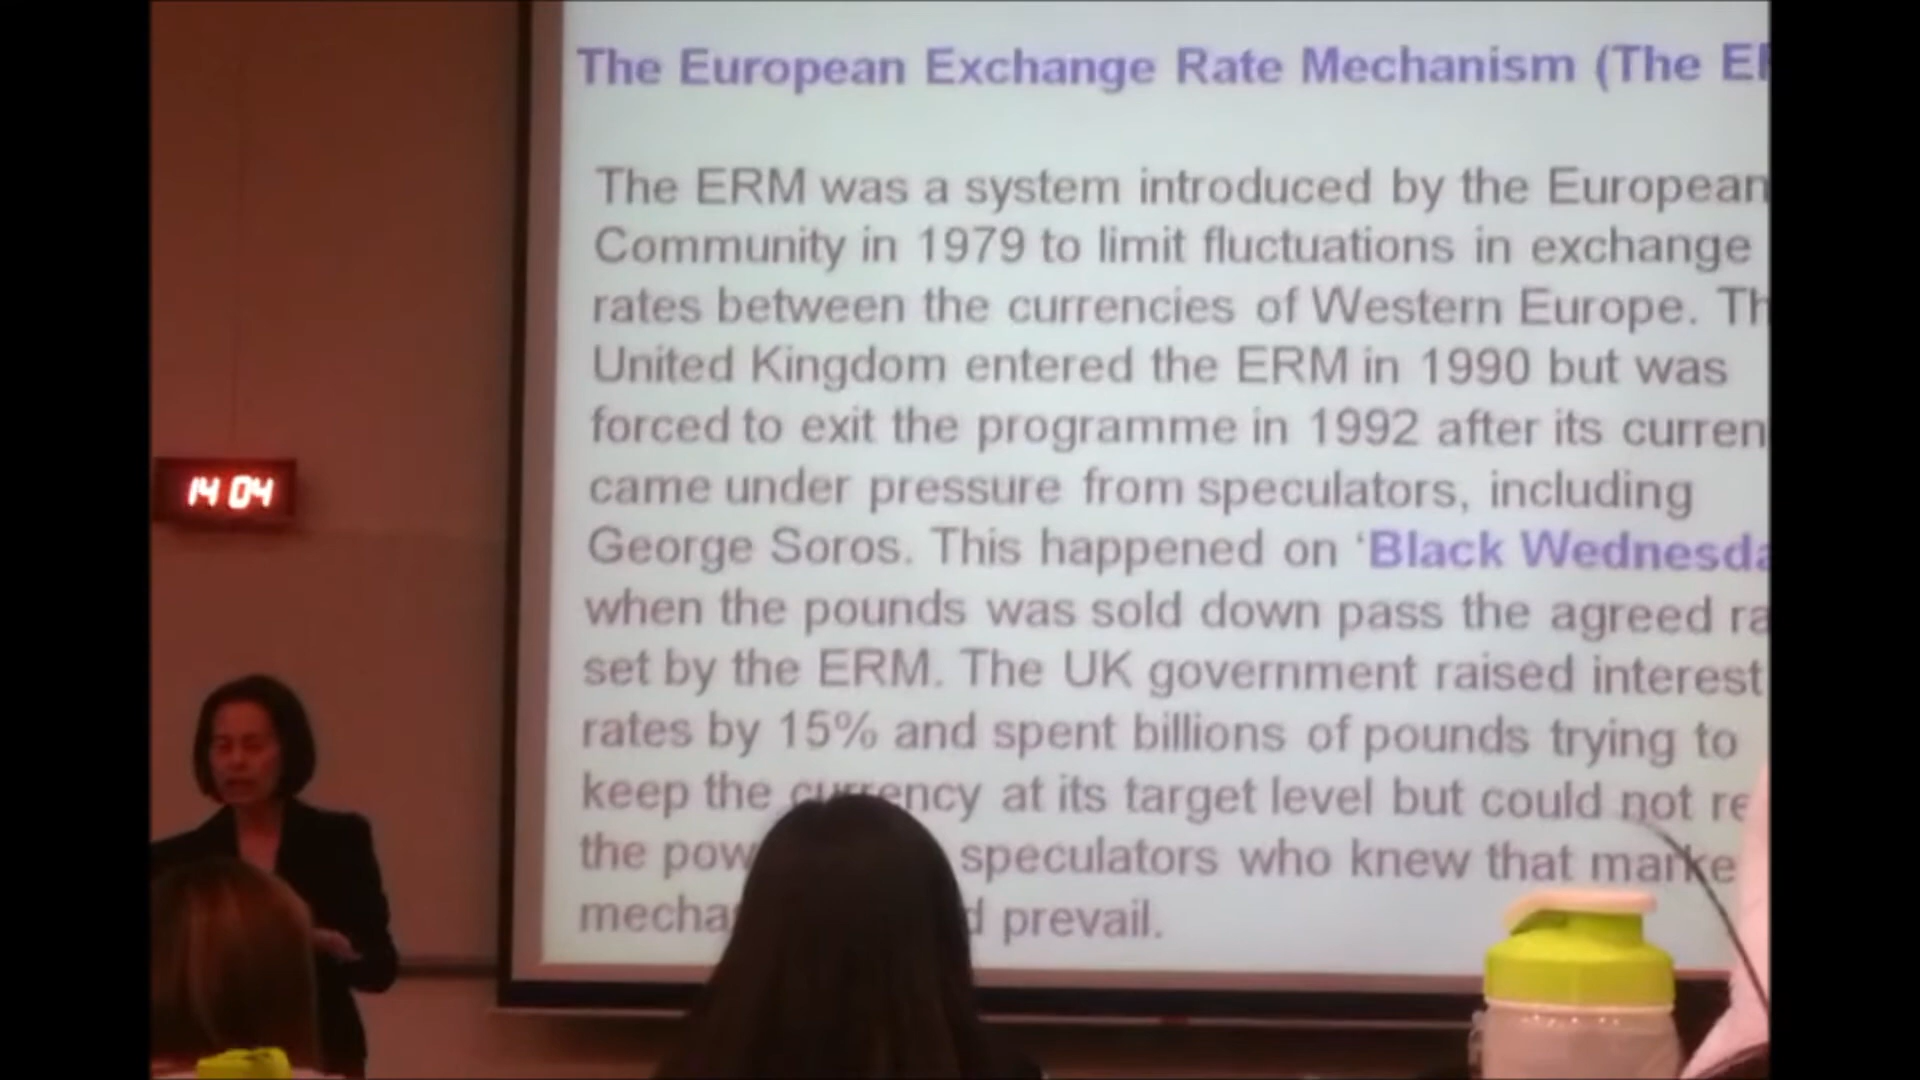 The European Exchange Rate Mechanism (The
The ERM was a system introduced by the European
Community in 1979 to limit fluctuations in exchange
rates between the currencies of Western Europe. Th
United Kingdom entered the ERM in 1990 but was
forced to exit the programme in 1992 after its curren
came under pressure from speculators, including
George Soros. This happened on ‘Black Wednesda
when the pounds was sold down pass the agreed ra
set by the ERM. The UK government raised interest
rates by 15% and spent billions of pounds trying to
keep the currency at its target level but could not re
the pow speculators who knew that marke
mecha d prevail.
14 04